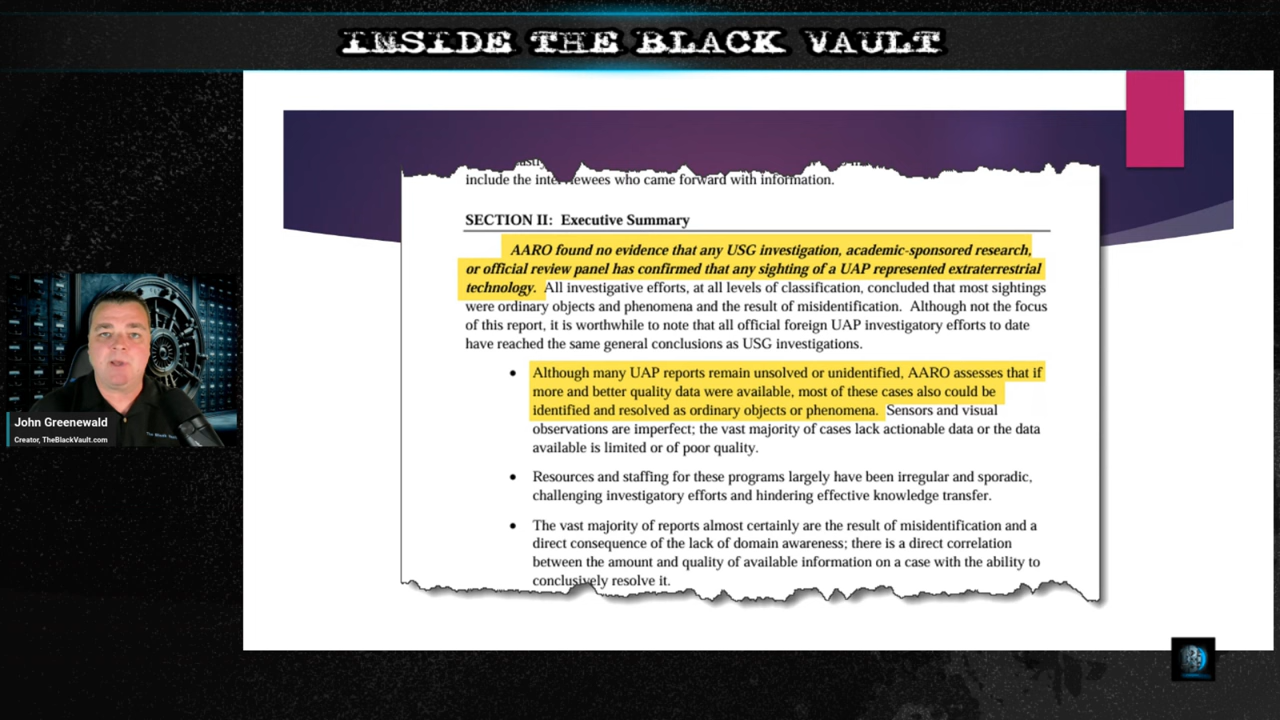 INSIDE THE BLACK VAULT
include the interviewees who came forward with information.
SECTION II: Executive Summary
AARO found no evidence that any USG investigation, academic-sponsored research,
or official review panel has confirmed that any sighting of a UAP represented extraterrestrial
technology. All investigative efforts, at all levels of classification, concluded that most sightings
were ordinary objects and phenomena and the result of misidentification. Although not the focus
of this report, it is worthwhile to note that all official foreign UAP investigatory efforts to date
have reached the same general conclusions as USG investigations.
• Although many UAP reports remain unsolved or unidentified, AARO assesses that if
more and better quality data were available, most of these cases also could be
identified and resolved as ordinary objects or phenomena. Sensors and visual
observations are imperfect; the vast majority of cases lack actionable data or the data
available is limited or of poor quality.
• Resources and staffing for these programs largely have been irregular and sporadic,
challenging investigatory efforts and hindering effective knowledge transfer.
• The vast majority of reports almost certainly are the result of misidentification and a
direct consequence of the lack of domain awareness; there is a direct correlation
between the amount and quality of available information on a case with the ability to
conclusively resolve it.
John Greenewald
Creator, TheBlackVault.com